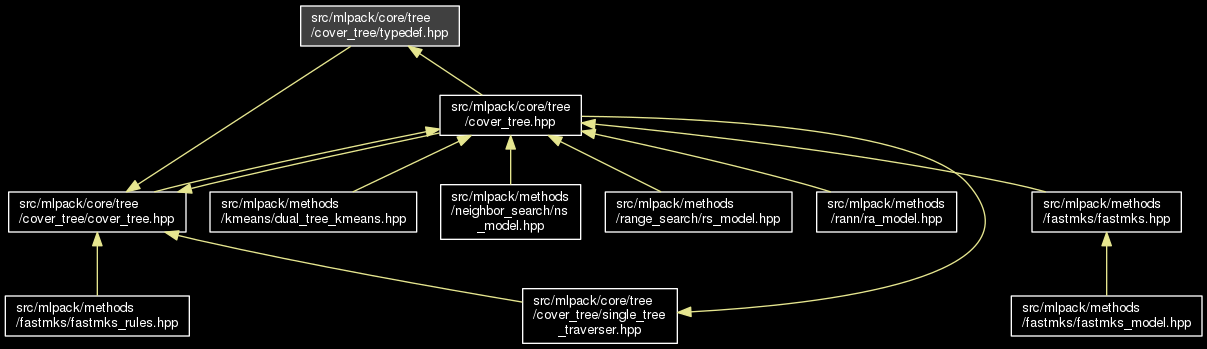 src/mlpack/core/tree
/cover_tree/typedef.hpp
src/mlpack/core/tree
/cover_tree.hpp
src/mlpack/core/tree
/cover_tree/cover_tree.hpp
src/mlpack/methods
/kmeans/dual_tree_kmeans.hpp
src/mlpack/methods
/neighbor_search/ns
_model.hpp
src/mlpack/methods
/range_search/rs_model.hpp
src/mlpack/methods
/rann/ra_model.hpp
src/mlpack/methods
/fastmks/fastmks.hpp
src/mlpack/methods
/fastmks/fastmks_rules.hpp
src/mlpack/core/tree
/cover_tree/single_tree
_traverser.hpp
src/mlpack/methods
/fastmks/fastmks_model.hpp